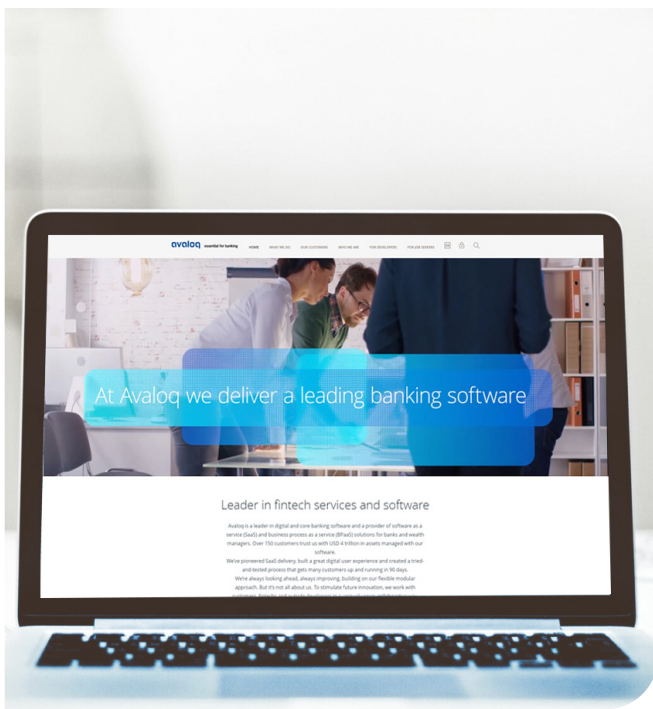 avaloq essential for banking HOME WHAT WE DO OUR CUSTOMERS WHO WE ARE FOR DEVELOPERS FOR JOB SEEKERS
At Avaloq we deliver a leading banking software
Leader in fintech services and software
Avaloq is a leader in digital and core banking software and a provider of software as a
service (SaaS) and business process as a service (BPaaS) solutions for banks and wealth
managers. Over 150 customers trust us with USD 4 trillion in assets managed with our
software.
We've pioneered SaaS delivery, built a great digital user experience and created a tried-
and-tested process that gets many customers up and running in 90 days.
We're always looking ahead, always improving, building on our flexible modular
approach. But it's not all about us. To stimulate future innovation, we work with